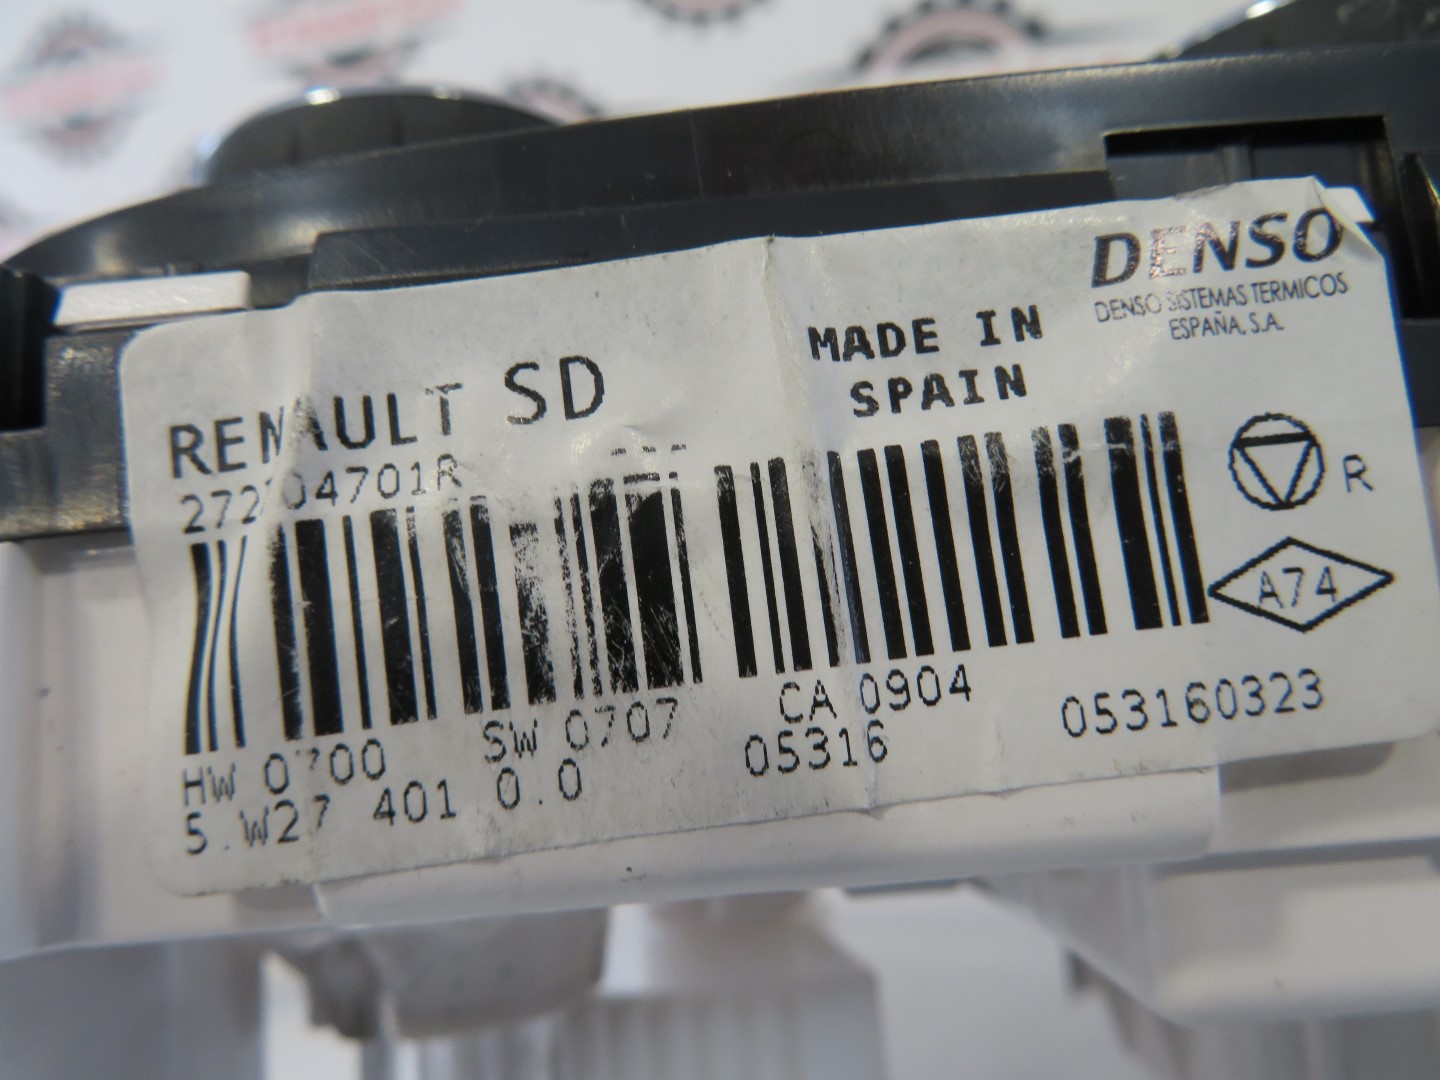 DENSO
DENSO SISTEMAS TERMICOS
ESPAÑA, S.A.
MADE IN
SPAIN
RENAULT SD
R
A74
HW 0700 SW 0707 CA 0904
5.W27 401 0.0 05316 053160323